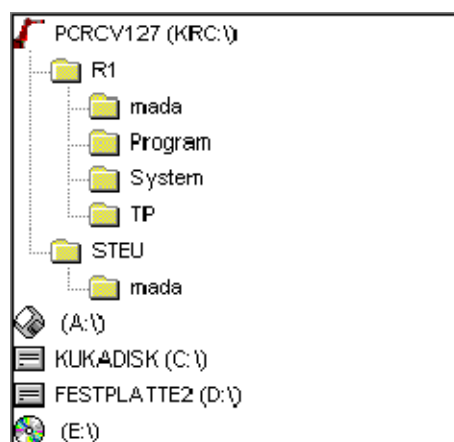 PCRCV127 (KRC:\)
R1
mada
Program
System
TP
STEU
mada
(A:\)
KUKADISK (C:\)
FESTPLATTE2 (D:\)
(E:\)